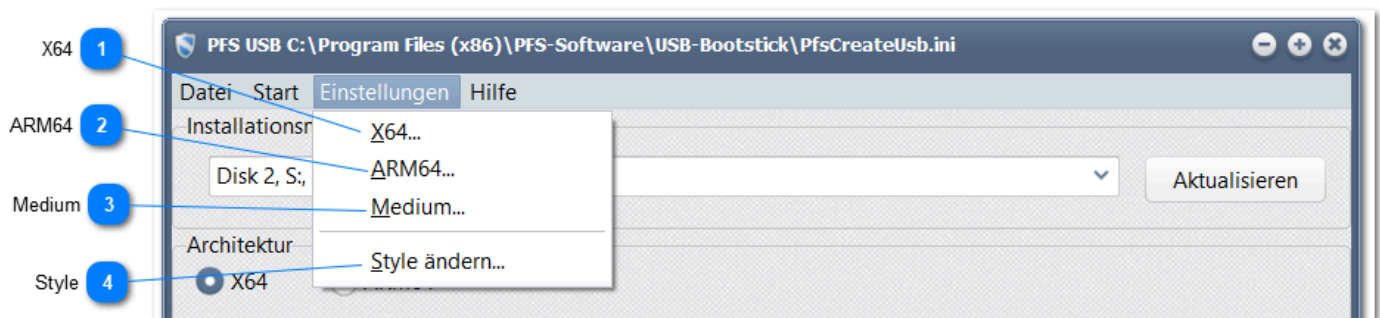 PFS USB C:\Program Files (x86)\PFS-Software\USB-Bootstick\PfsCreateUsb.ini
X64 1
Datei Start Einstellungen Hilfe
ARM64 2
X64...
Disk 2, S:,
ARM64...
Aktualisieren
Medium 3
Medium...
Architektur
Style 4
Style ändern...
X64